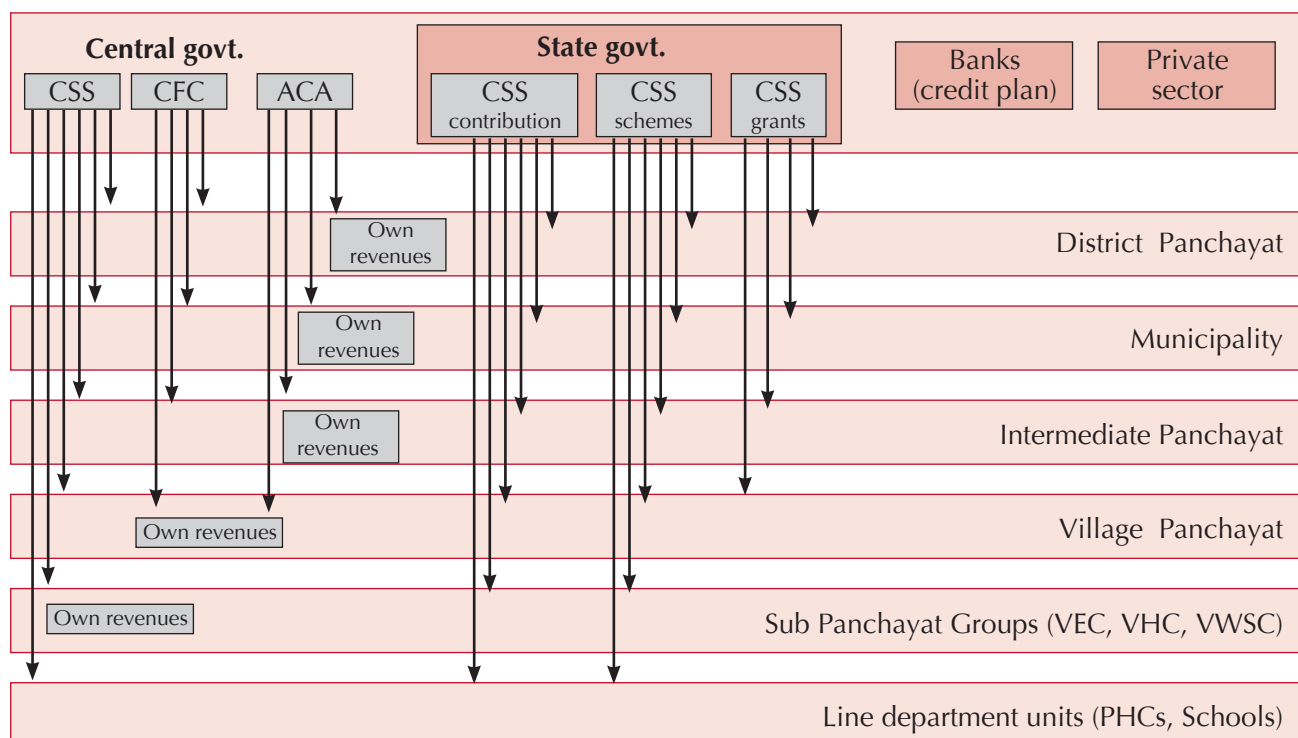 Central govt.
State govt.
Banks
(credit plan)
Private
sector
CSS
CFC
ACA
CSS
contribution
CSS
schemes
CSS
grants
Own
revenues
District Panchayat
Own
revenues
Municipality
Own
revenues
Intermediate Panchayat
Own revenues
Village Panchayat
Own revenues
Sub Panchayat Groups (VEC, VHC, VWSC)
Line department units (PHCs, Schools)